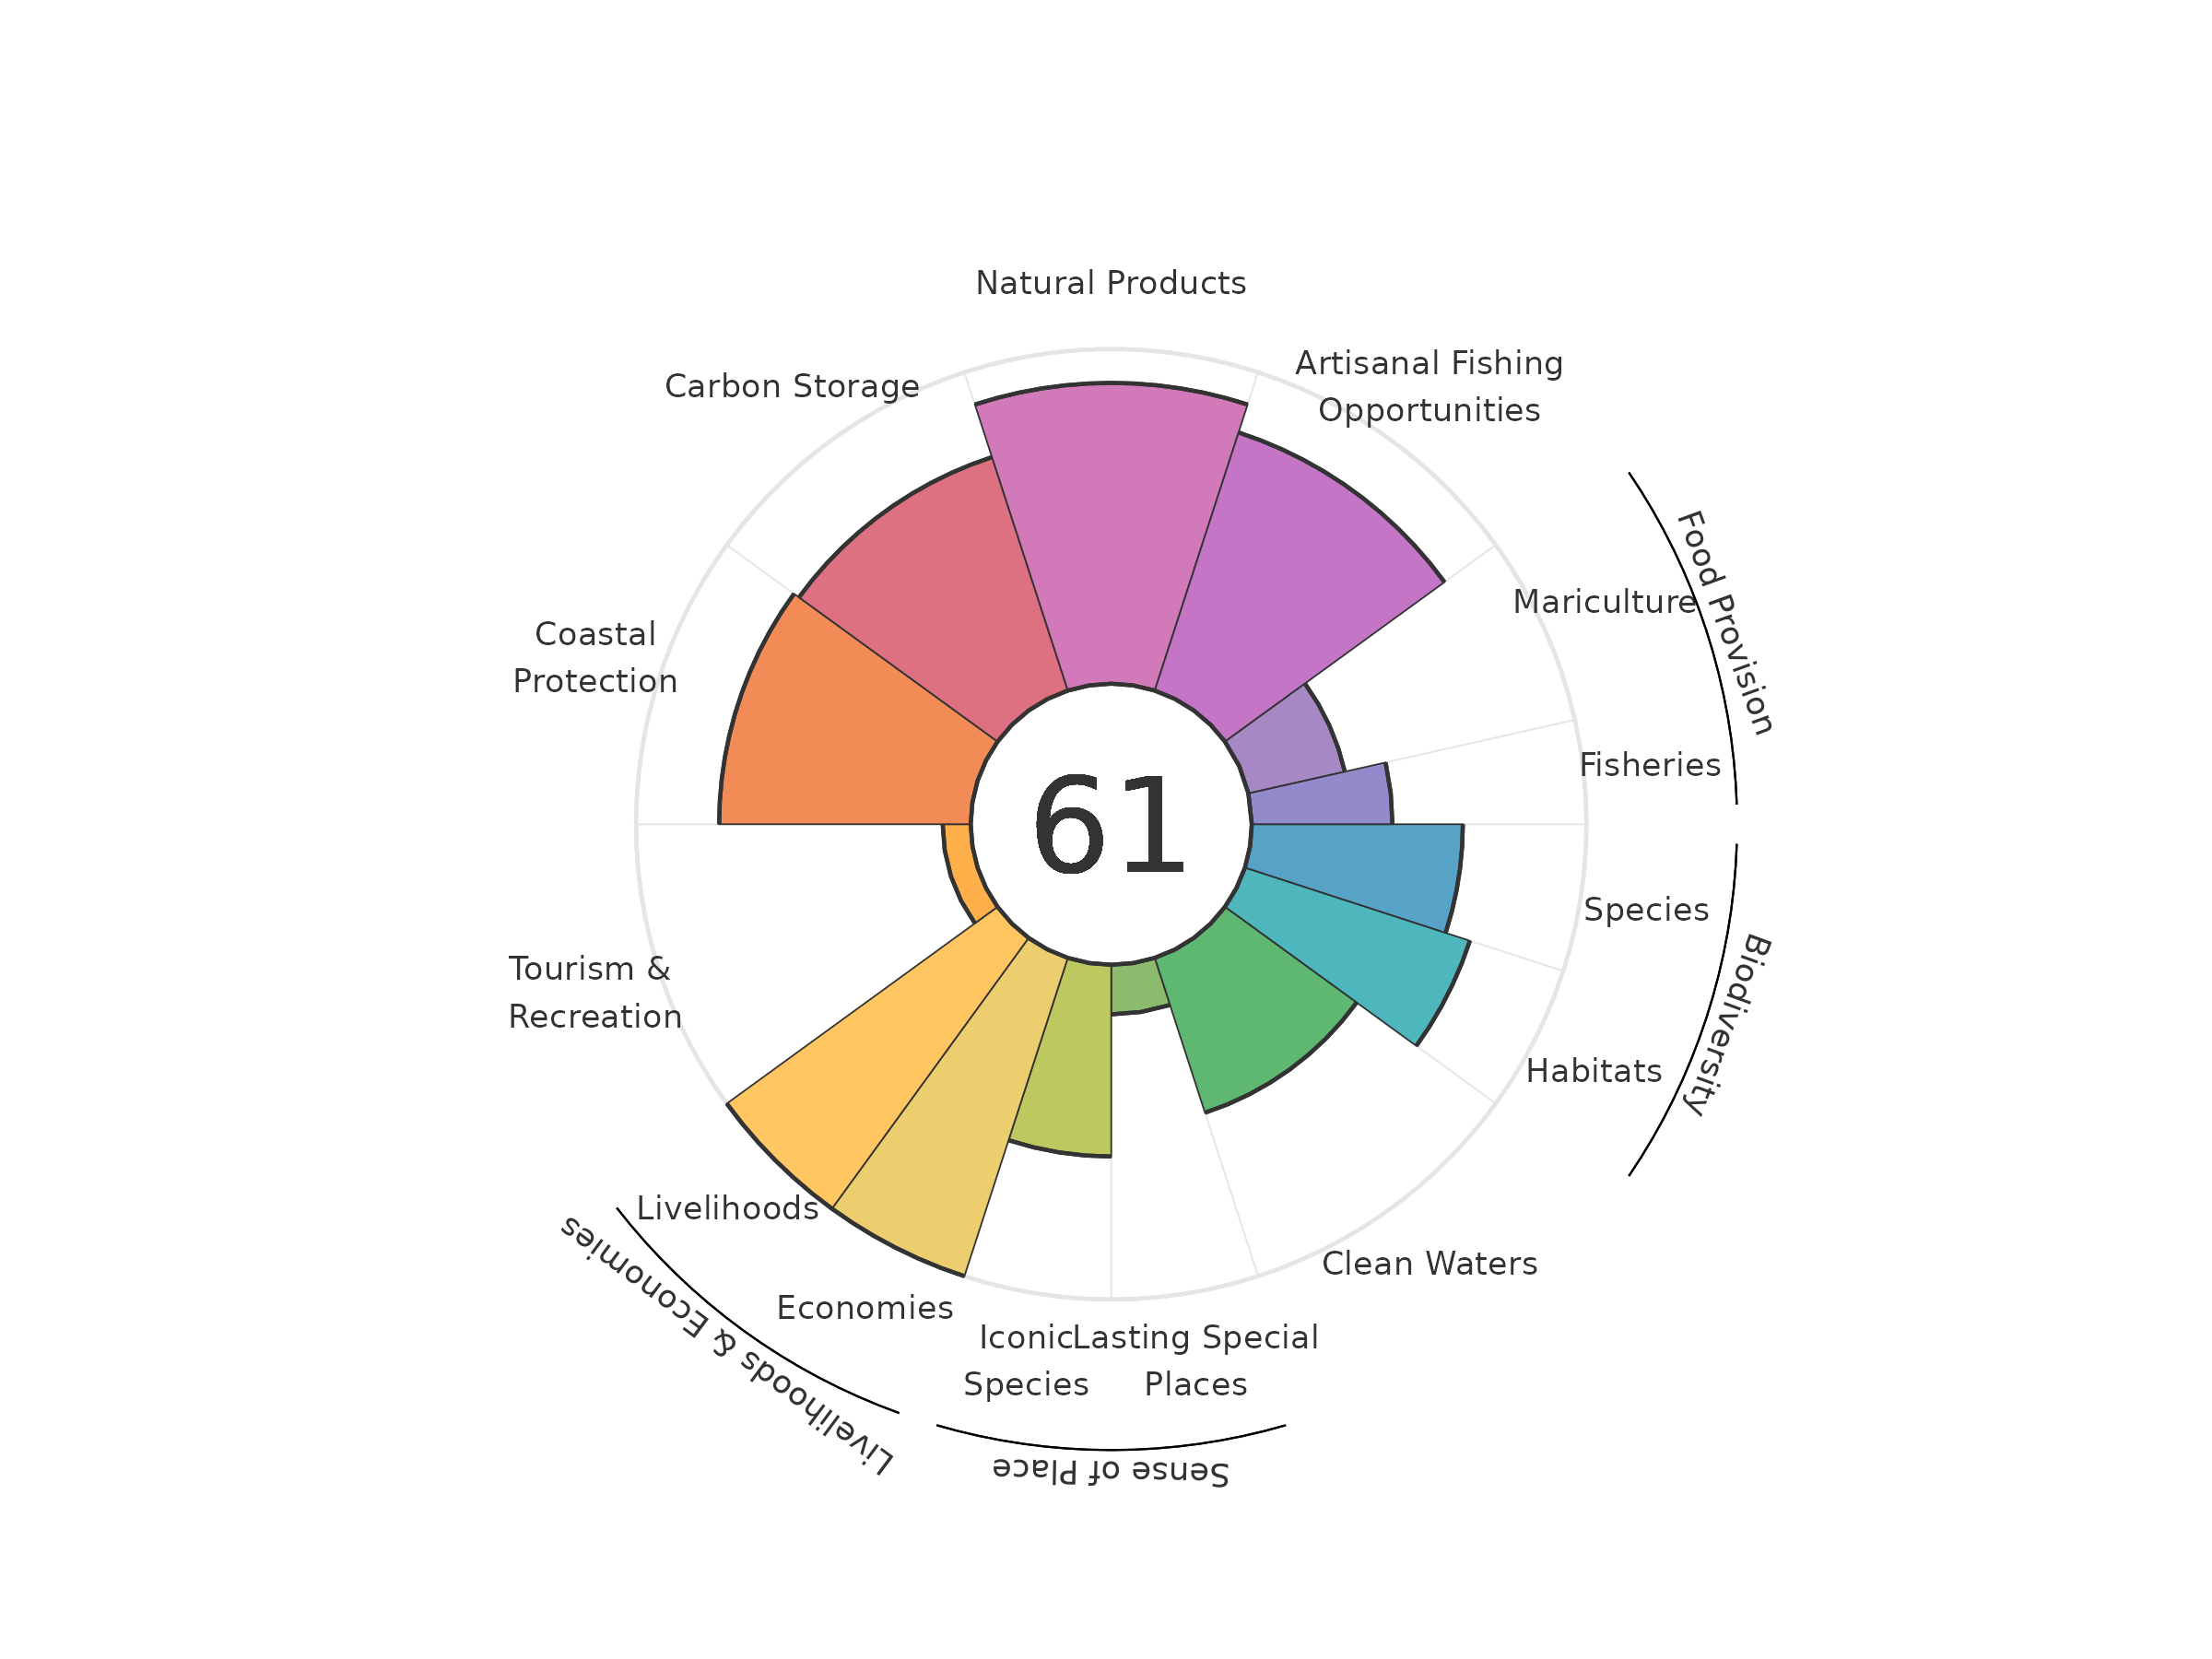 Natural Products
Artisanal Fishing
Opportunities
Carbon Storage
Food Provision
Mariculture
Coastal
Protection
Fisheries
61
Species
Biodiversity
Tourism &
Recreation
Habitats
Livelihoods
Clean Waters
Economies
Livelihoods & Economies
Iconic
Species
Lasting Special
Places
Sense of Place